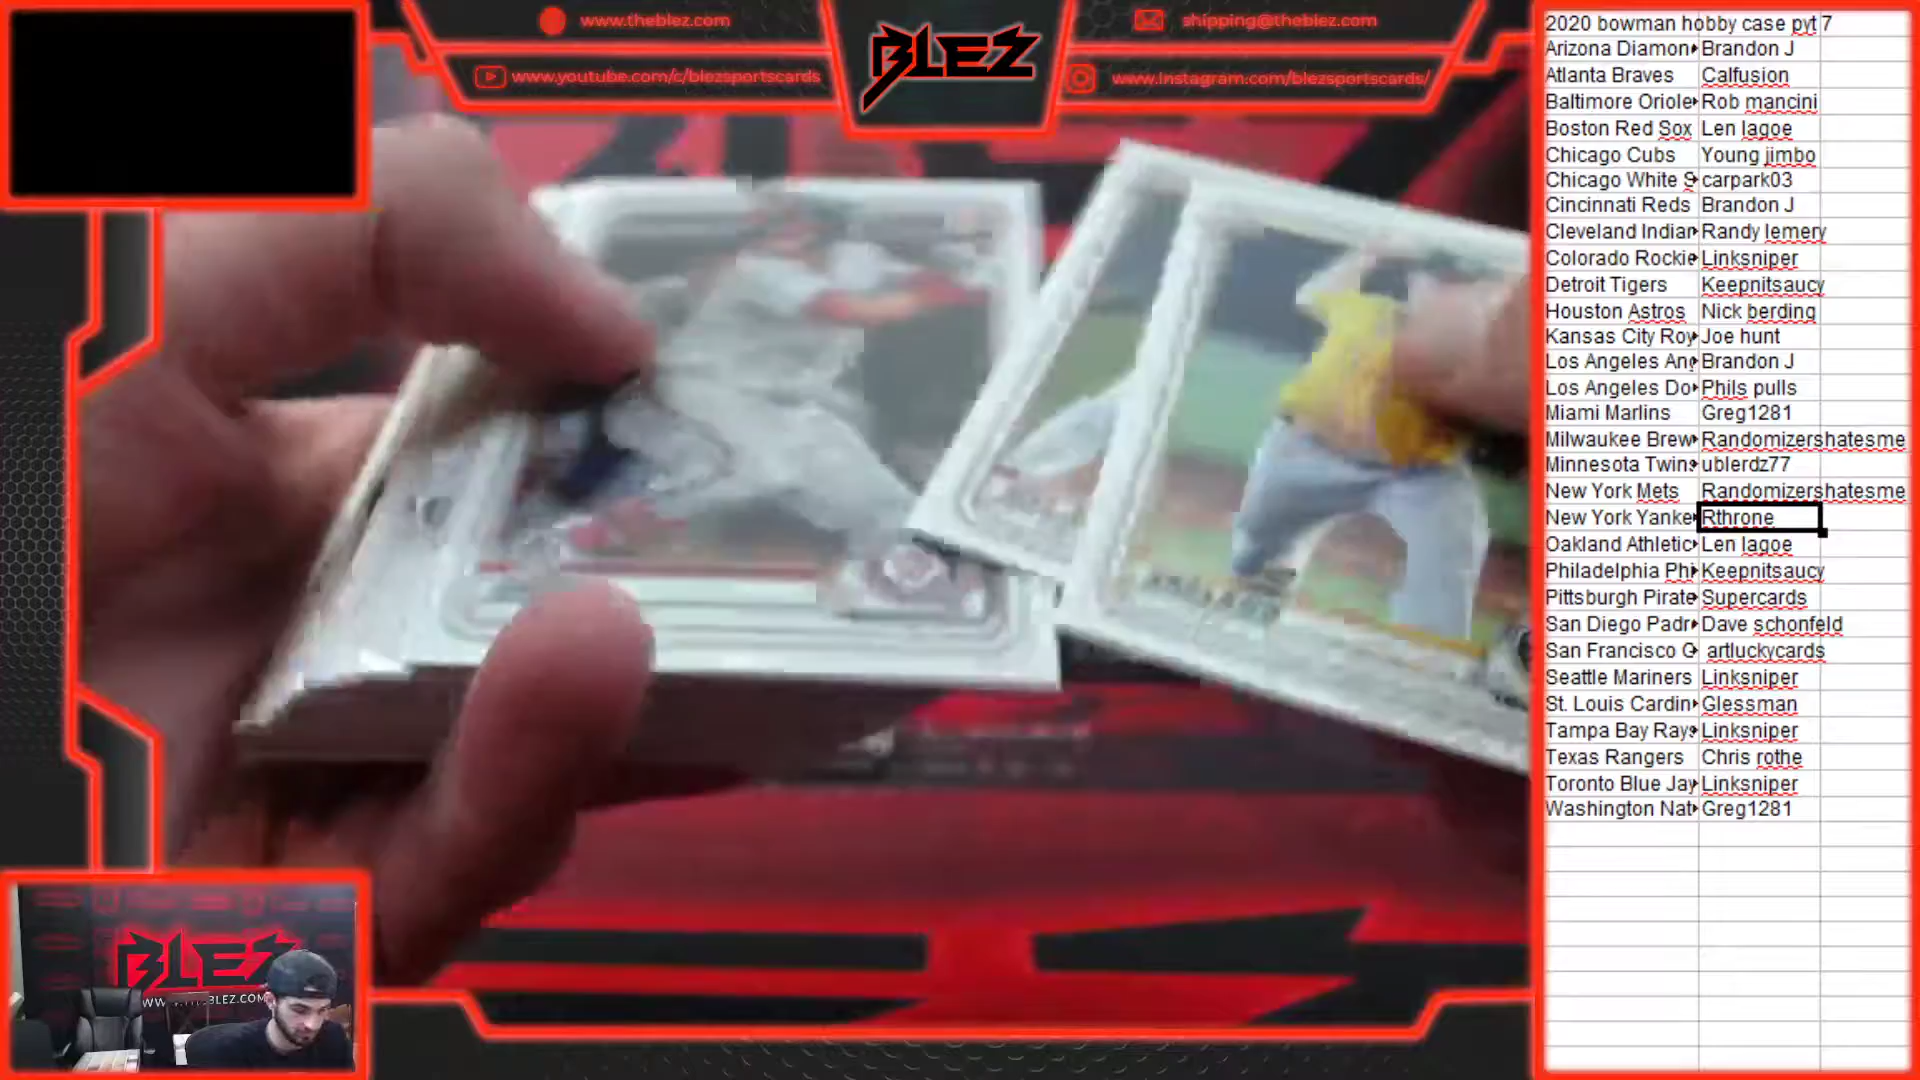 www.theblez.com
www.youtube.com/c/blezsportscards
BLEZ
shipping@theblez.com
www.Instagram.com/blezsportscards/
2020 bowman hobby case pyt 7
Arizona Diamon Brandon J
Atlanta Braves Calfusion
Baltimore Oriole Rob mancini
Boston Red Sox Len lagoe
Chicago Cubs Young jimbo
Chicago White S carpark03
Cincinnati Reds Brandon J
Cleveland Indian Randy lemery
Colorado Rockie Linksniper
Detroit Tigers Keepnitsaucy
Houston Astros Nick berding
Kansas City Roy Joe hunt
Los Angeles Ang Brandon J
Los Angeles Do Phils pulls
Miami Marlins Greg1281
Milwaukee Brew Randomizershatesme
Minnesota Twins ublerdz77
New York Mets Randomizershatesme
New York Yanke Rthrone
Oakland Athletic Len lagoe
Philadelphia Phi Keepnitsaucy
Pittsburgh Pirate Supercards
San Diego Padr Dave schonfeld
San Francisco G artluckycards
Seattle Mariners Linksniper
St. Louis Cardin Glessman
Tampa Bay Rays Linksniper
Texas Rangers Chris rothe
Toronto Blue Jay Linksniper
Washington Nat Greg1281
BLEZ
WWW.THEBLEZ.COM